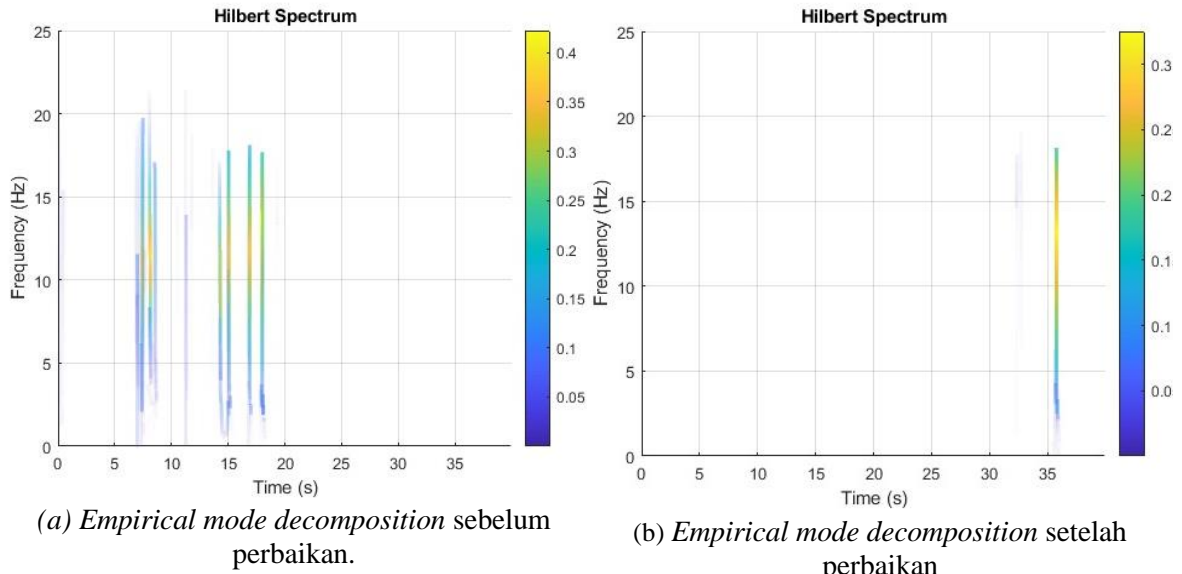 Hilbert Spectrum
25
20
15
10
5
0
Frequency (Hz)
0 5 10 15 20 25 30 35
Time (s)
0.4
0.35
0.3
0.25
0.2
0.15
0.1
0.05
(a) Empirical mode decomposition sebelum
perbaikan.
Hilbert Spectrum
25
20
15
10
5
0
Frequency (Hz)
0 5 10 15 20 25 30 35
Time (s)
0.3
0.2
0.2
0.1
0.1
0.0
(b) Empirical mode decomposition setelah
perbaikan